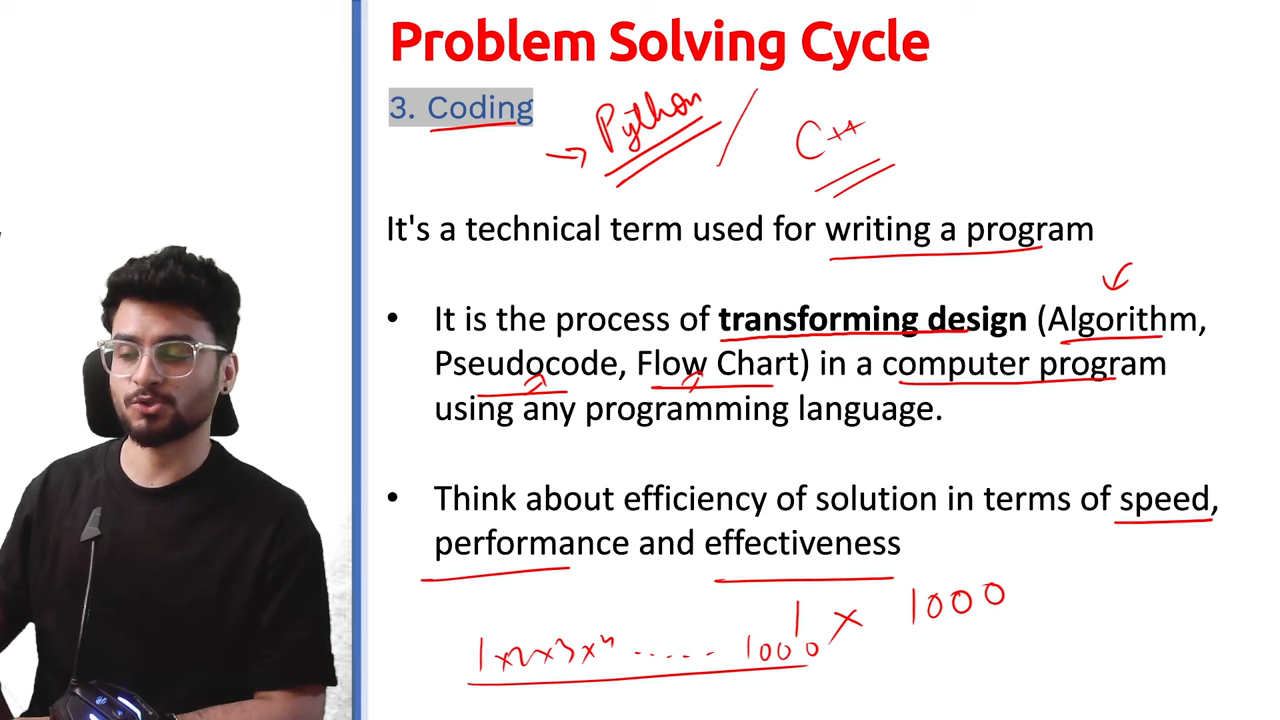 Problem Solving Cycle
3. Coding
→ Python / C++
It's a technical term used for writing a program
• It is the process of transforming design (Algorithm,
Pseudocode, Flow Chart) in a computer program
using any programming language.
• Think about efficiency of solution in terms of speed,
performance and effectiveness
1 × 1000
1x2x3x4 ...... 1000